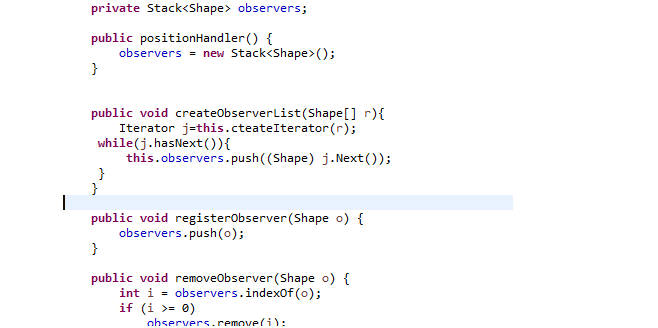 private Stack<Shape> observers;
public positionHandler() {
observers = new Stack<Shape>();
}
public void createObserverList(Shape[] r){
Iterator j=this.cteateIterator(r);
while(j.hasNext()){
this.observers.push((Shape) j.Next());
}
}
public void registerObserver(Shape o) {
observers.push(o);
}
public void removeObserver(Shape o) {
int i = observers.indexOf(o);
if (i >= 0)
observers.remove(i);